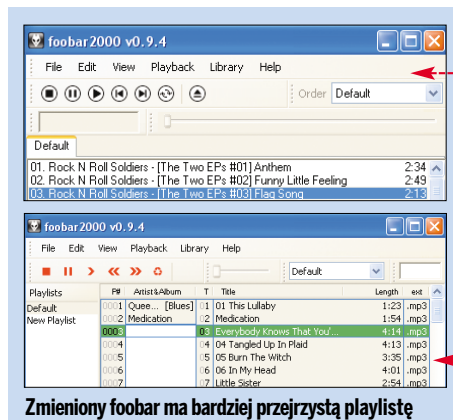 foobar2000 v0.9.4
File Edit View Playback Library Help
Order Default
Default
01. Rock N Roll Soldiers - [The Two EPs #01] Anthem 2:34
02. Rock N Roll Soldiers - [The Two EPs #02] Funny Little Feeling 2:49
03. Rock N Roll Soldiers - [The Two EPs #03] Flag Song 2:13
foobar2000 v0.9.4
File Edit View Playback Library Help
Default
Playlists P# Artist&Album T Title Length ext
Default 0001 Quee... [Blues] 01 01 This Lullaby 1:23 .mp3
New Playlist 0002 Medication 02 Medication 1:54 .mp3
0003 03 Everybody Knows That You'... 4:14 .mp3
0004 04 04 Tangled Up In Plaid 4:13 .mp3
0005 05 05 Burn The Witch 3:35 .mp3
0006 06 06 In My Head 4:01 .mp3
0007 07 Little Sister 2:54 .mp3
Zmieniony foobar ma bardziej przejrzystą playlistę